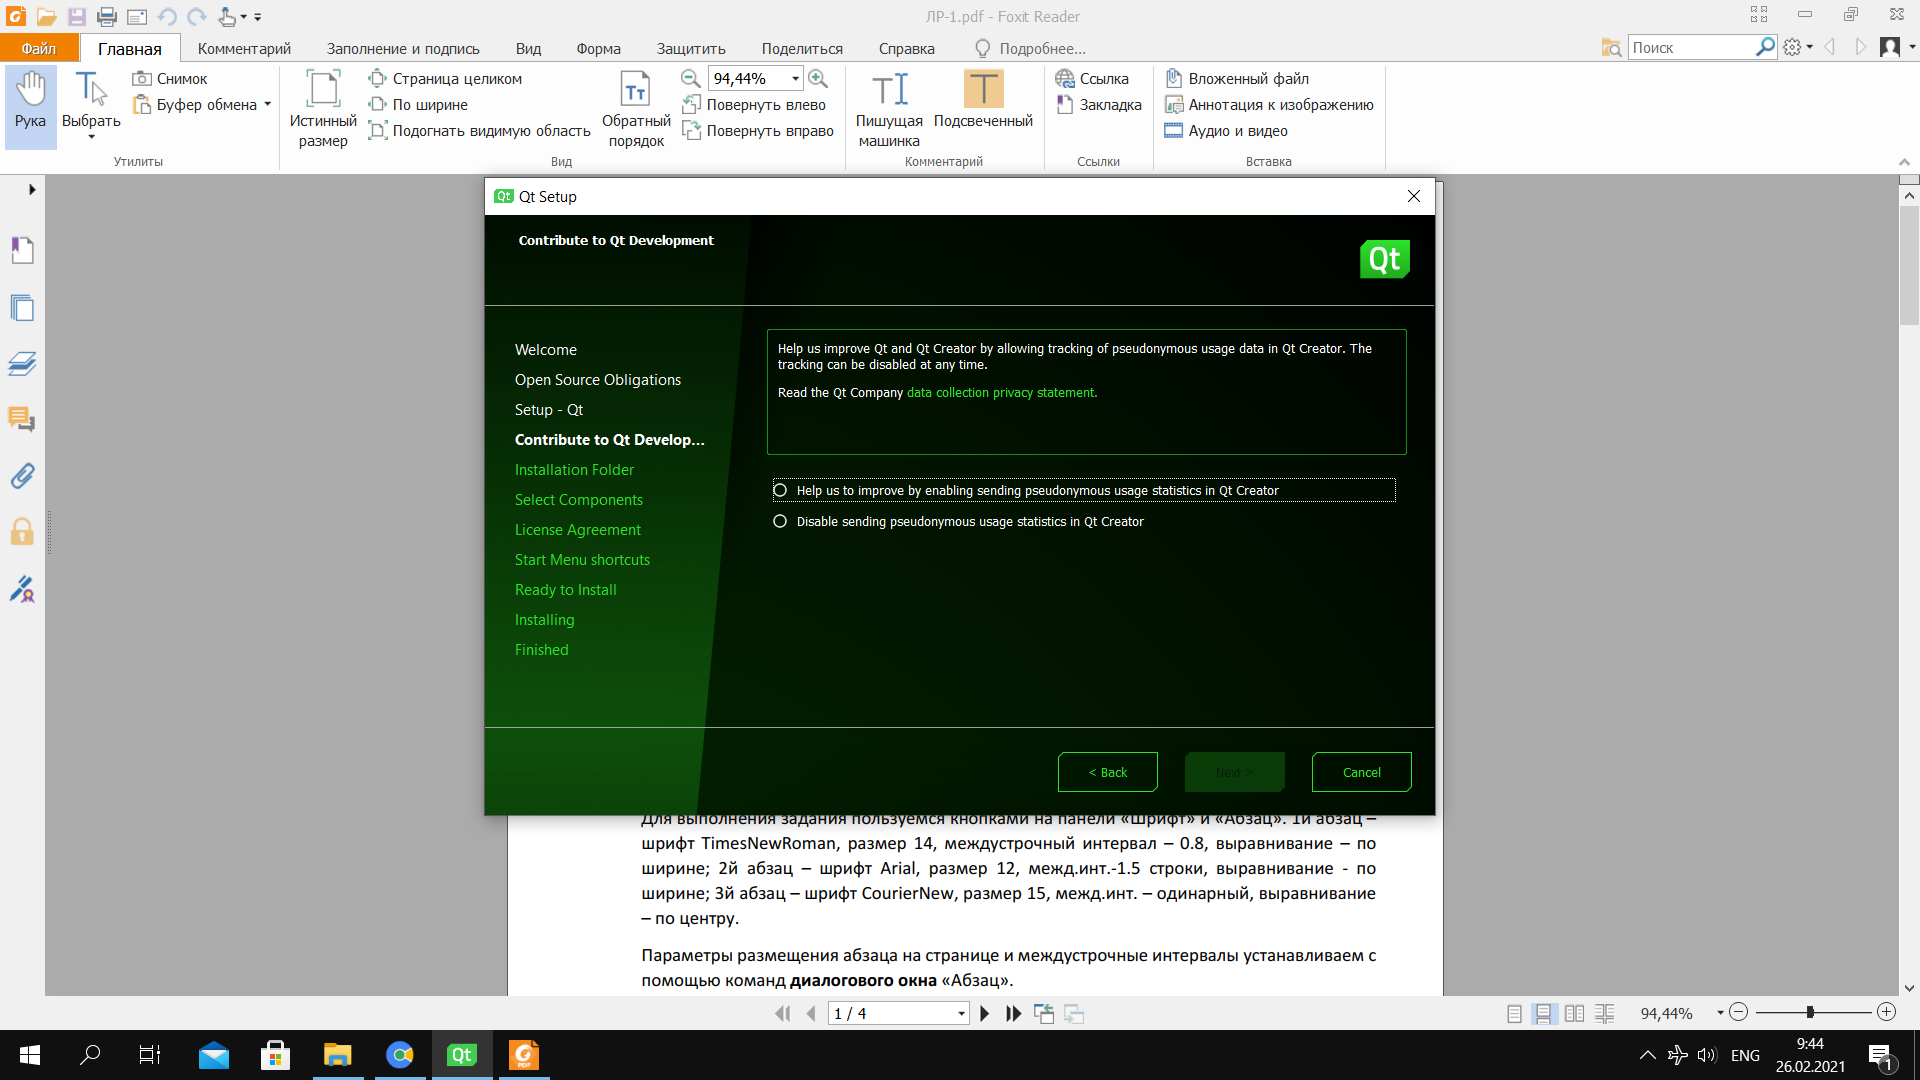 ЛР-1.pdf - Foxit Reader
Файл
Главная
Комментарий
Заполнение и подпись
Вид
Форма
Защитить
Поделиться
Справка
Подробнее...
Поиск
Рука
Выбрать
Снимок
Буфер обмена
Утилиты
Истинный
размер
Страница целиком
По ширине
Подогнать видимую область
Обратный
порядок
94,44%
Повернуть влево
Повернуть вправо
Вид
Пишущая
машинка
Подсвеченный
Комментарий
Ссылка
Закладка
Ссылки
Вложенный файл
Аннотация к изображению
Аудио и видео
Вставка
Qt Setup
Contribute to Qt Development
Qt
Welcome
Open Source Obligations
Setup - Qt
Contribute to Qt Develop...
Installation Folder
Select Components
License Agreement
Start Menu shortcuts
Ready to Install
Installing
Finished
Help us improve Qt and Qt Creator by allowing tracking of pseudonymous usage data in Qt Creator. The
tracking can be disabled at any time.
Read the Qt Company data collection privacy statement.
Help us to improve by enabling sending pseudonymous usage statistics in Qt Creator
Disable sending pseudonymous usage statistics in Qt Creator
< Back
Next >
Cancel
Для выполнения задания пользуемся кнопками на панели «Шрифт» и «Абзац». 1й абзац –
шрифт TimesNewRoman, размер 14, междустрочный интервал – 0.8, выравнивание – по
ширине; 2й абзац – шрифт Arial, размер 12, межд.инт.-1.5 строки, выравнивание - по
ширине; 3й абзац – шрифт CourierNew, размер 15, межд.инт. – одинарный, выравнивание
– по центру.
Параметры размещения абзаца на странице и междустрочные интервалы устанавливаем с
помощью команд диалогового окна «Абзац».
1 / 4
94,44%
Qt
PDF
ENG
9:44
26.02.2021
1